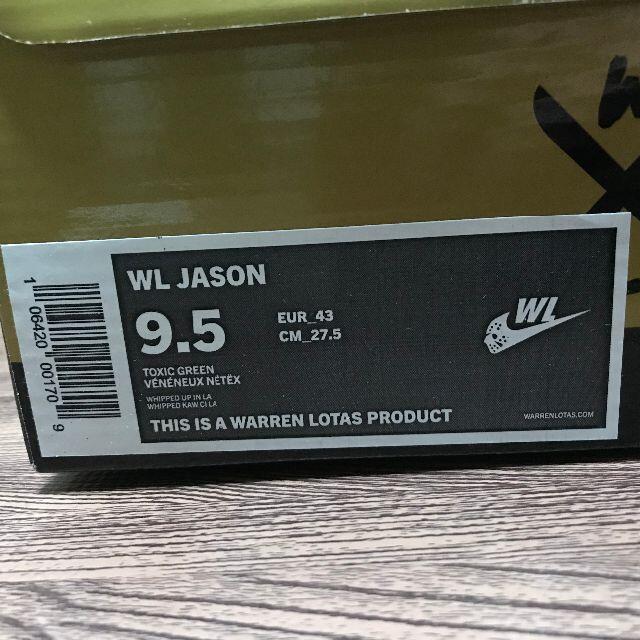 WL JASON
9.5
EUR_43
CM_27.5
TOXIC GREEN
VÉNÉNEUX NÉTËX
WHIPPED UP IN LA
WHIPPED KAW CI LA
THIS IS A WARREN LOTAS PRODUCT
WL
WARRENLOTAS.COM
1 06420 00170 9